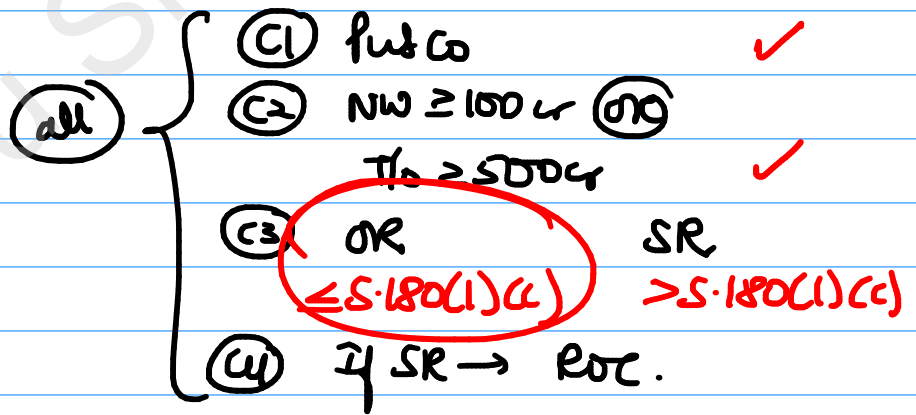 C1 Pub Co ✓
all C2 NW ≥ 100 cr OR
T/o ≥ 500 cr ✓
C3 OR SR
≤ S.180(1)(c) > S.180(1)(c)
C4 If SR → ROC.